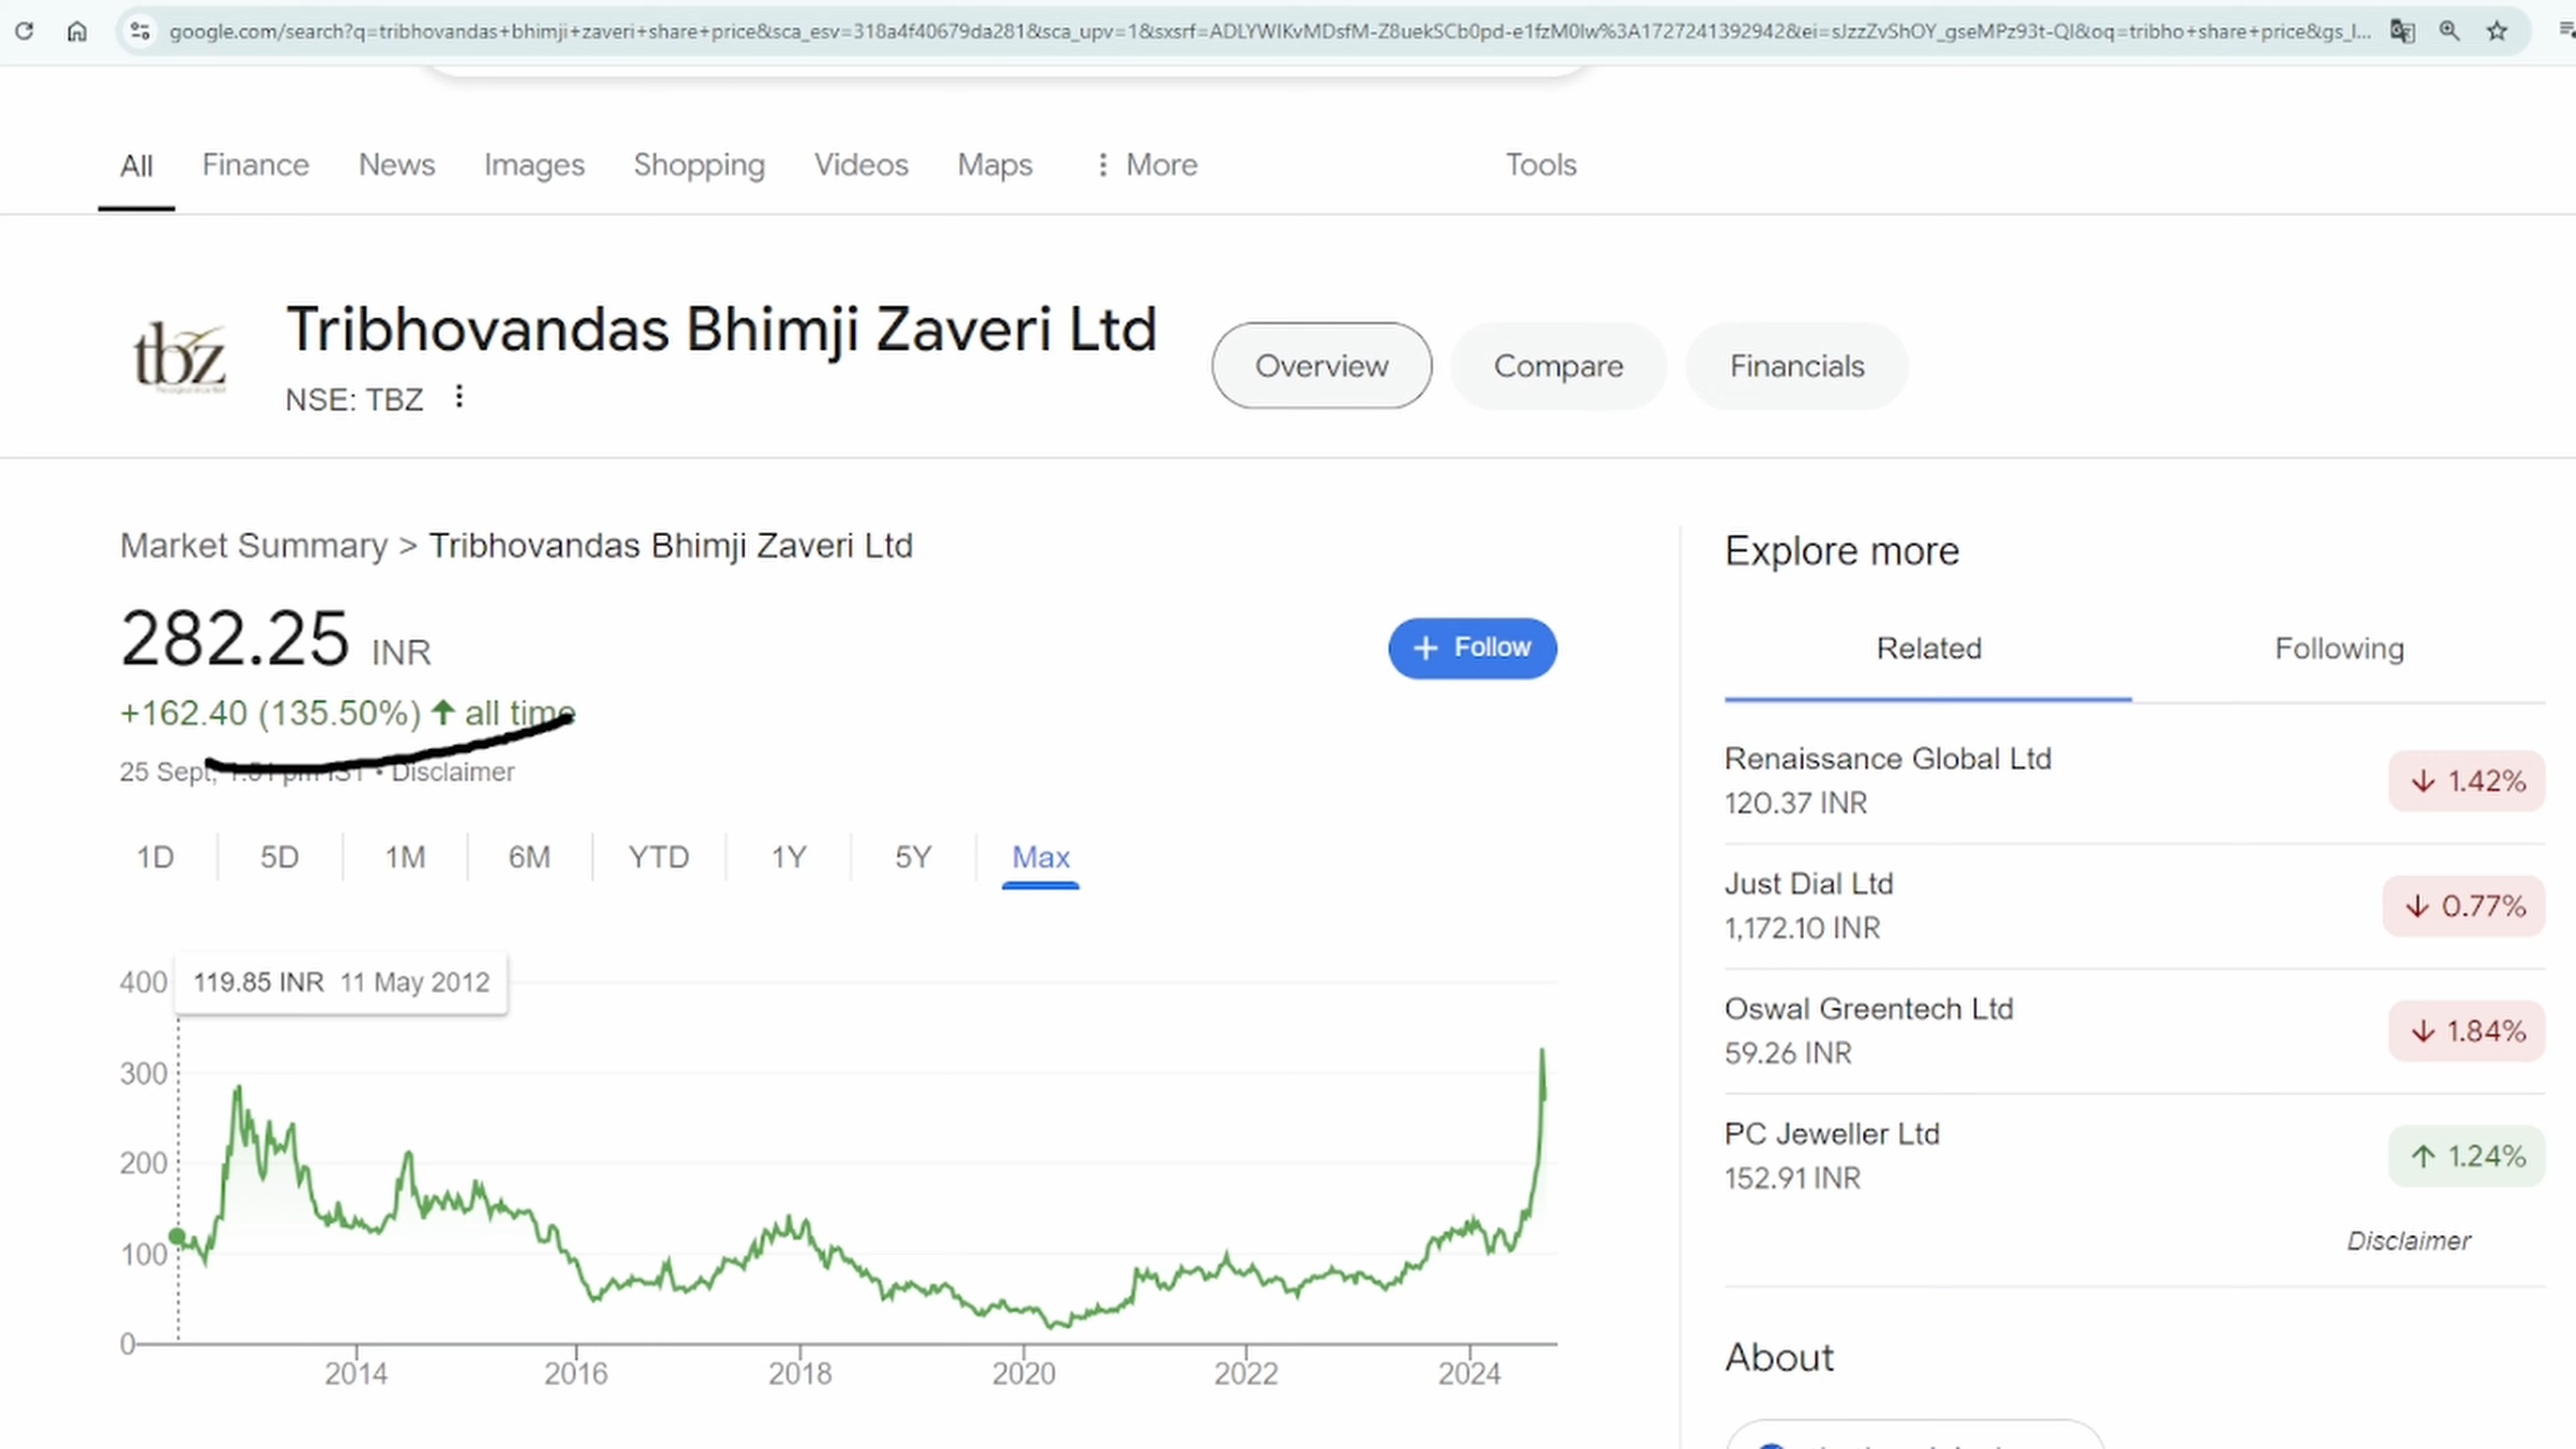 google.com/search?q=tribhovandas+bhimji+zaveri+share+price&sca_esv=318a4f40679da281&sca_upv=1&sxsrf=ADLYWIKvMDsfM-Z8uekSCb0pd-e1fzM0lw%3A1727241392942&ei=sJzzZvShOY_gseMPz93t-QI&oq=tribho+share+price&gs_l...
All Finance News Images Shopping Videos Maps More Tools
Tribhovandas Bhimji Zaveri Ltd
tbz
NSE: TBZ
Overview Compare Financials
Market Summary > Tribhovandas Bhimji Zaveri Ltd
282.25 INR
+ Follow
+162.40 (135.50%) ↑ all time
25 Sept, 1:51 pm IST • Disclaimer
1D 5D 1M 6M YTD 1Y 5Y Max
119.85 INR 11 May 2012
400
300
200
100
0
2014 2016 2018 2020 2022 2024
Explore more
Related Following
Renaissance Global Ltd
120.37 INR
↓ 1.42%
Just Dial Ltd
1,172.10 INR
↓ 0.77%
Oswal Greentech Ltd
59.26 INR
↓ 1.84%
PC Jeweller Ltd
152.91 INR
↑ 1.24%
Disclaimer
About